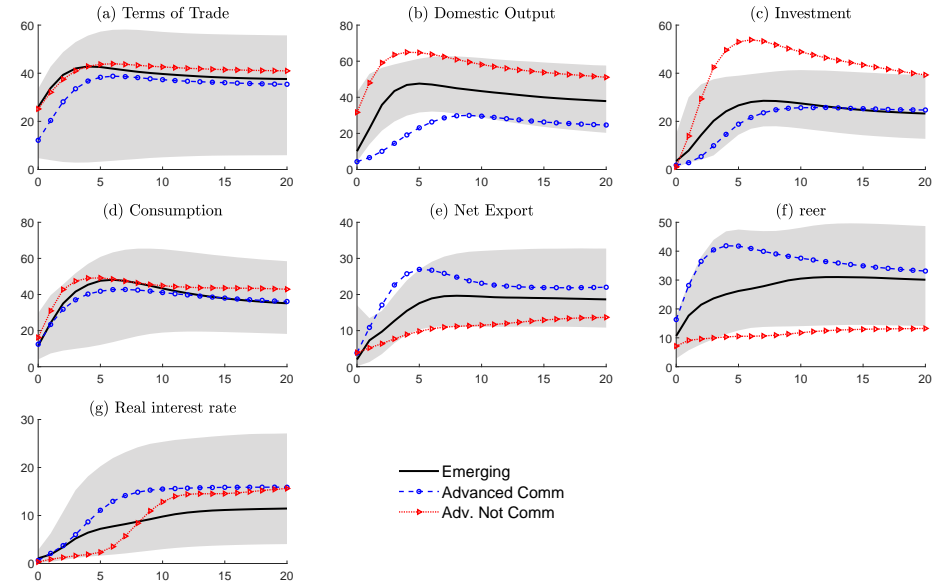 (a) Terms of Trade
60
40
20
0
0 5 10 15 20
(b) Domestic Output
80
60
40
20
0
0 5 10 15 20
(c) Investment
60
40
20
0
0 5 10 15 20
(d) Consumption
80
60
40
20
0
0 5 10 15 20
(e) Net Export
40
30
20
10
0
0 5 10 15 20
(f) reer
50
40
30
20
10
0
0 5 10 15 20
(g) Real interest rate
30
20
10
0
0 5 10 15 20
Emerging
Advanced Comm
Adv. Not Comm